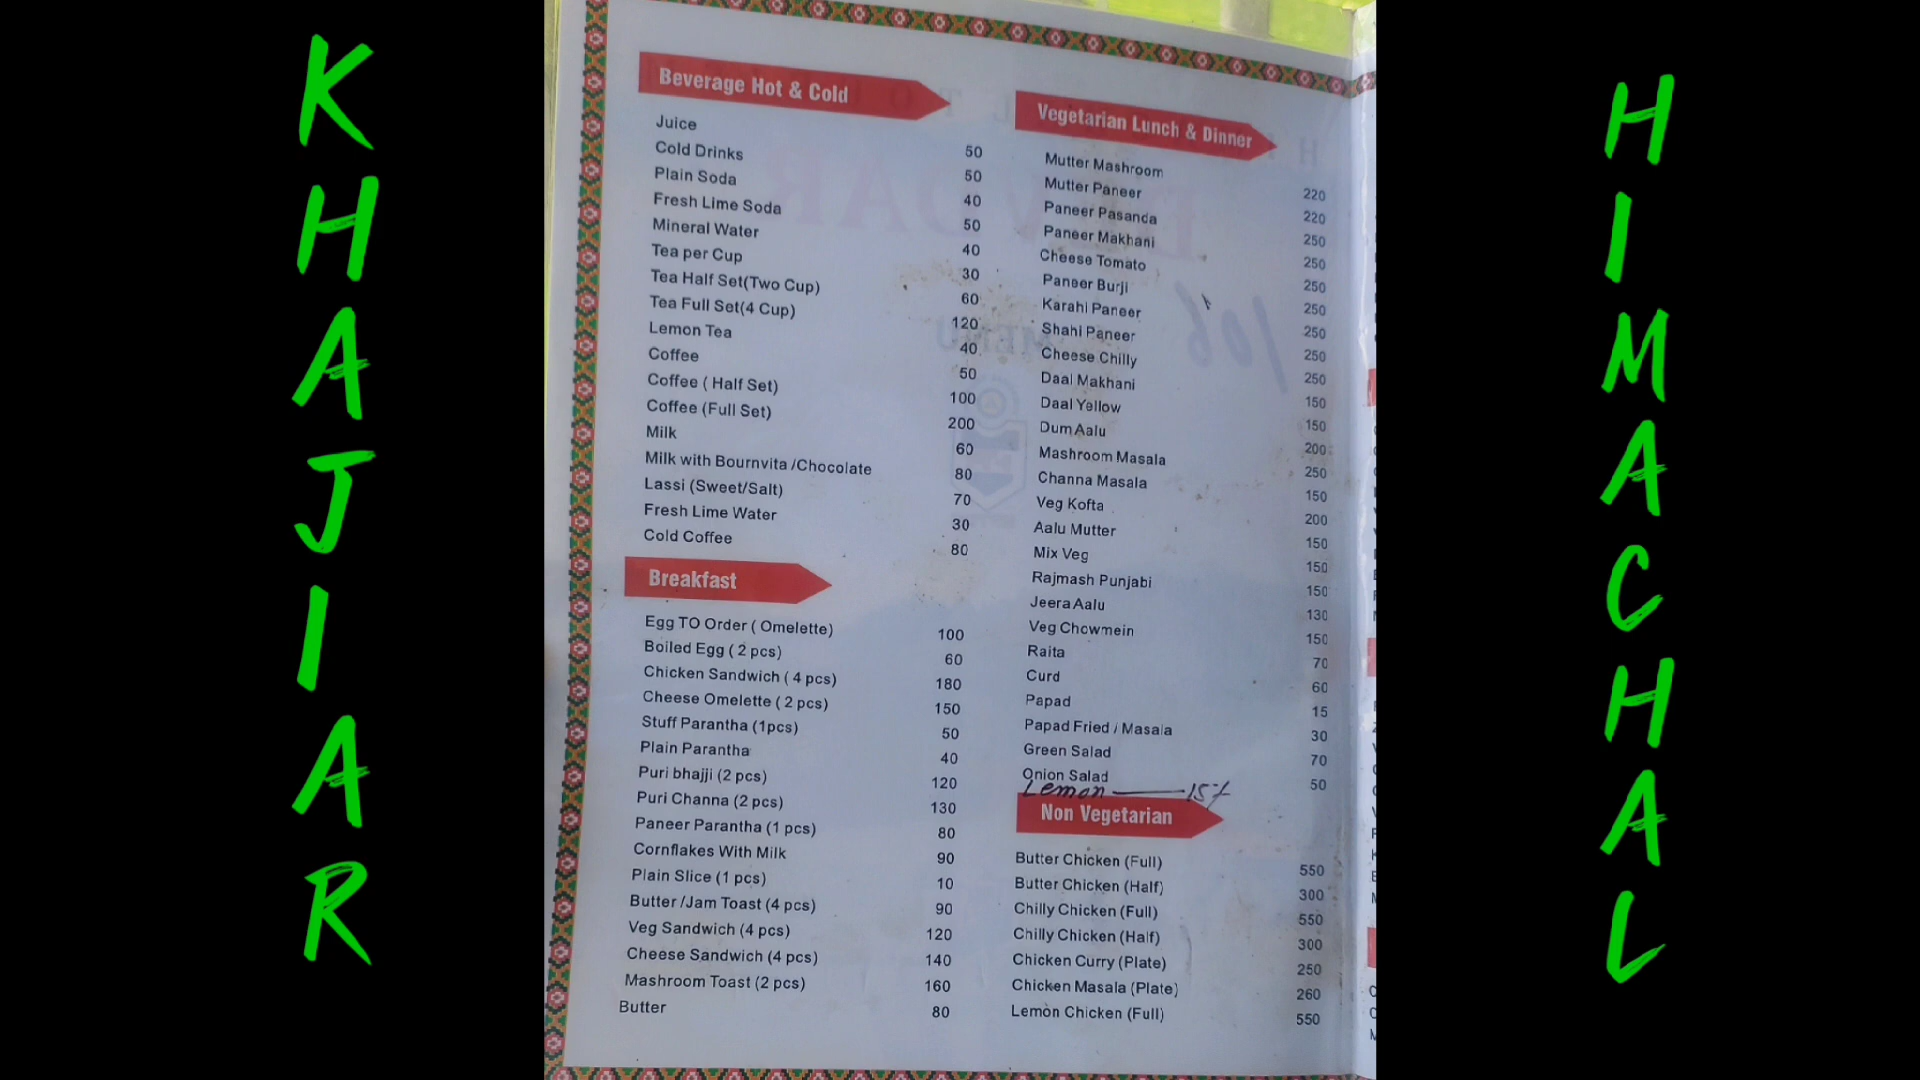 KHAJIAR
Beverage Hot & Cold
Juice 50
Cold Drinks 50
Plain Soda 40
Fresh Lime Soda 50
Mineral Water 40
Tea per Cup 30
Tea Half Set(Two Cup) 60
Tea Full Set(4 Cup) 120
Lemon Tea 40
Coffee 50
Coffee ( Half Set) 100
Coffee (Full Set) 200
Milk 60
Milk with Bournvita /Chocolate 80
Lassi (Sweet/Salt) 70
Fresh Lime Water 30
Cold Coffee 80
Breakfast
Egg TO Order ( Omelette) 100
Boiled Egg ( 2 pcs) 60
Chicken Sandwich ( 4 pcs) 180
Cheese Omelette ( 2 pcs) 150
Stuff Parantha (1pcs) 50
Plain Parantha 40
Puri bhajji (2 pcs) 120
Puri Channa (2 pcs) 130
Paneer Parantha (1 pcs) 80
Cornflakes With Milk 90
Plain Slice (1 pcs) 10
Butter /Jam Toast (4 pcs) 90
Veg Sandwich (4 pcs) 120
Cheese Sandwich (4 pcs) 140
Mashroom Toast (2 pcs) 160
Butter 80
Vegetarian Lunch & Dinner
Mutter Mashroom 220
Mutter Paneer 220
Paneer Pasanda 250
Paneer Makhani 250
Cheese Tomato 250
Paneer Burji 250
Karahi Paneer 250
Shahi Paneer 250
Cheese Chilly 250
Daal Makhani 150
Daal Yellow 150
Dum Aalu 200
Mashroom Masala 250
Channa Masala 150
Veg Kofta 200
Aalu Mutter 150
Mix Veg 150
Rajmash Punjabi 150
Jeera Aalu 130
Veg Chowmein 150
Raita 70
Curd 60
Papad 15
Papad Fried / Masala 30
Green Salad 70
Onion Salad 50
Lemon 15
Non Vegetarian
Butter Chicken (Full) 550
Butter Chicken (Half) 300
Chilly Chicken (Full) 550
Chilly Chicken (Half) 300
Chicken Curry (Plate) 250
Chicken Masala (Plate) 260
Lemon Chicken (Full) 550
HIMACHAL